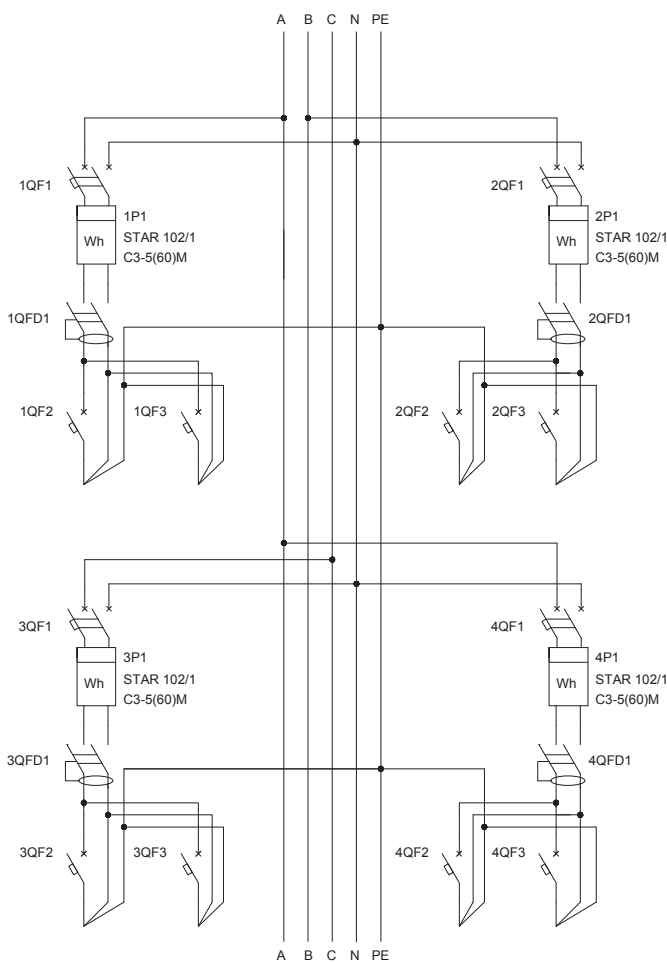 A B C N PE
1QF1
1P1
STAR 102/1
C3-5(60)M
Wh
1QFD1
1QF2
1QF3
2QF1
2P1
STAR 102/1
C3-5(60)M
Wh
2QFD1
2QF2
2QF3
3QF1
3P1
STAR 102/1
C3-5(60)M
Wh
3QFD1
3QF2
3QF3
4QF1
4P1
STAR 102/1
C3-5(60)M
Wh
4QFD1
4QF2
4QF3
A B C N PE